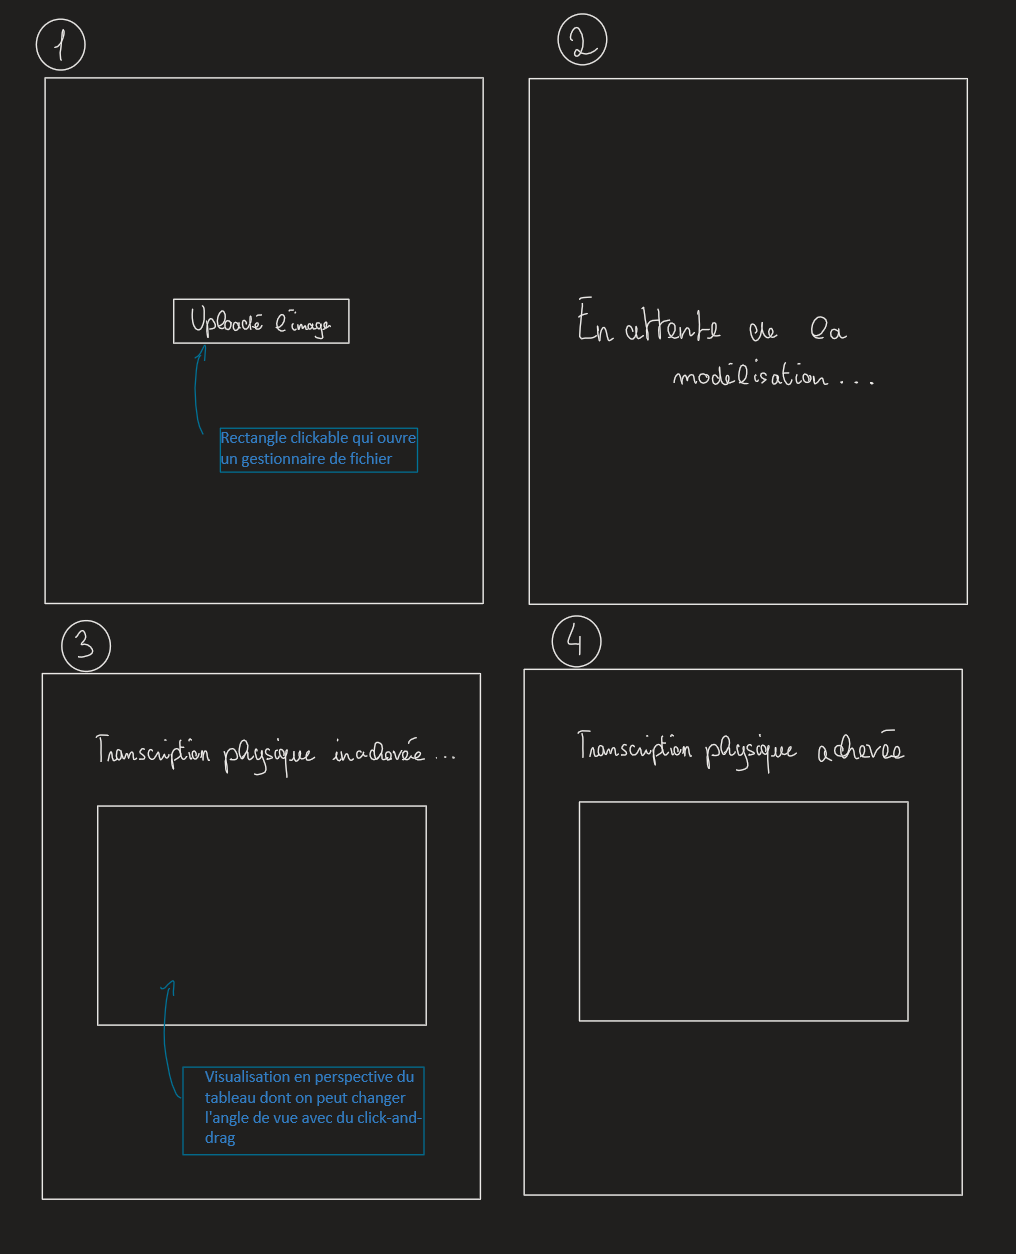 1
2
Uploadé l'image
Rectangle clickable qui ouvre
un gestionnaire de fichier
En attente de la
modélisation...
3
4
Transcription physique inachevée...
Visualisation en perspective du
tableau dont on peut changer
l'angle de vue avec du click-and-
drag
Transcription physique achevée